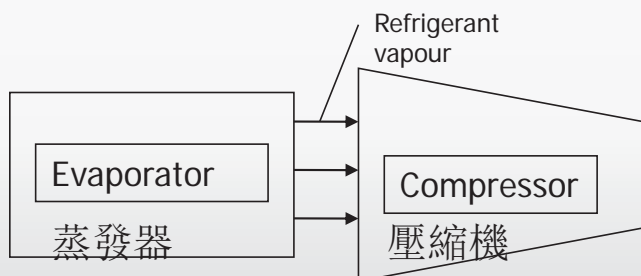 Refrigerant
vapour
Evaporator
蒸發器
Compressor
壓縮機